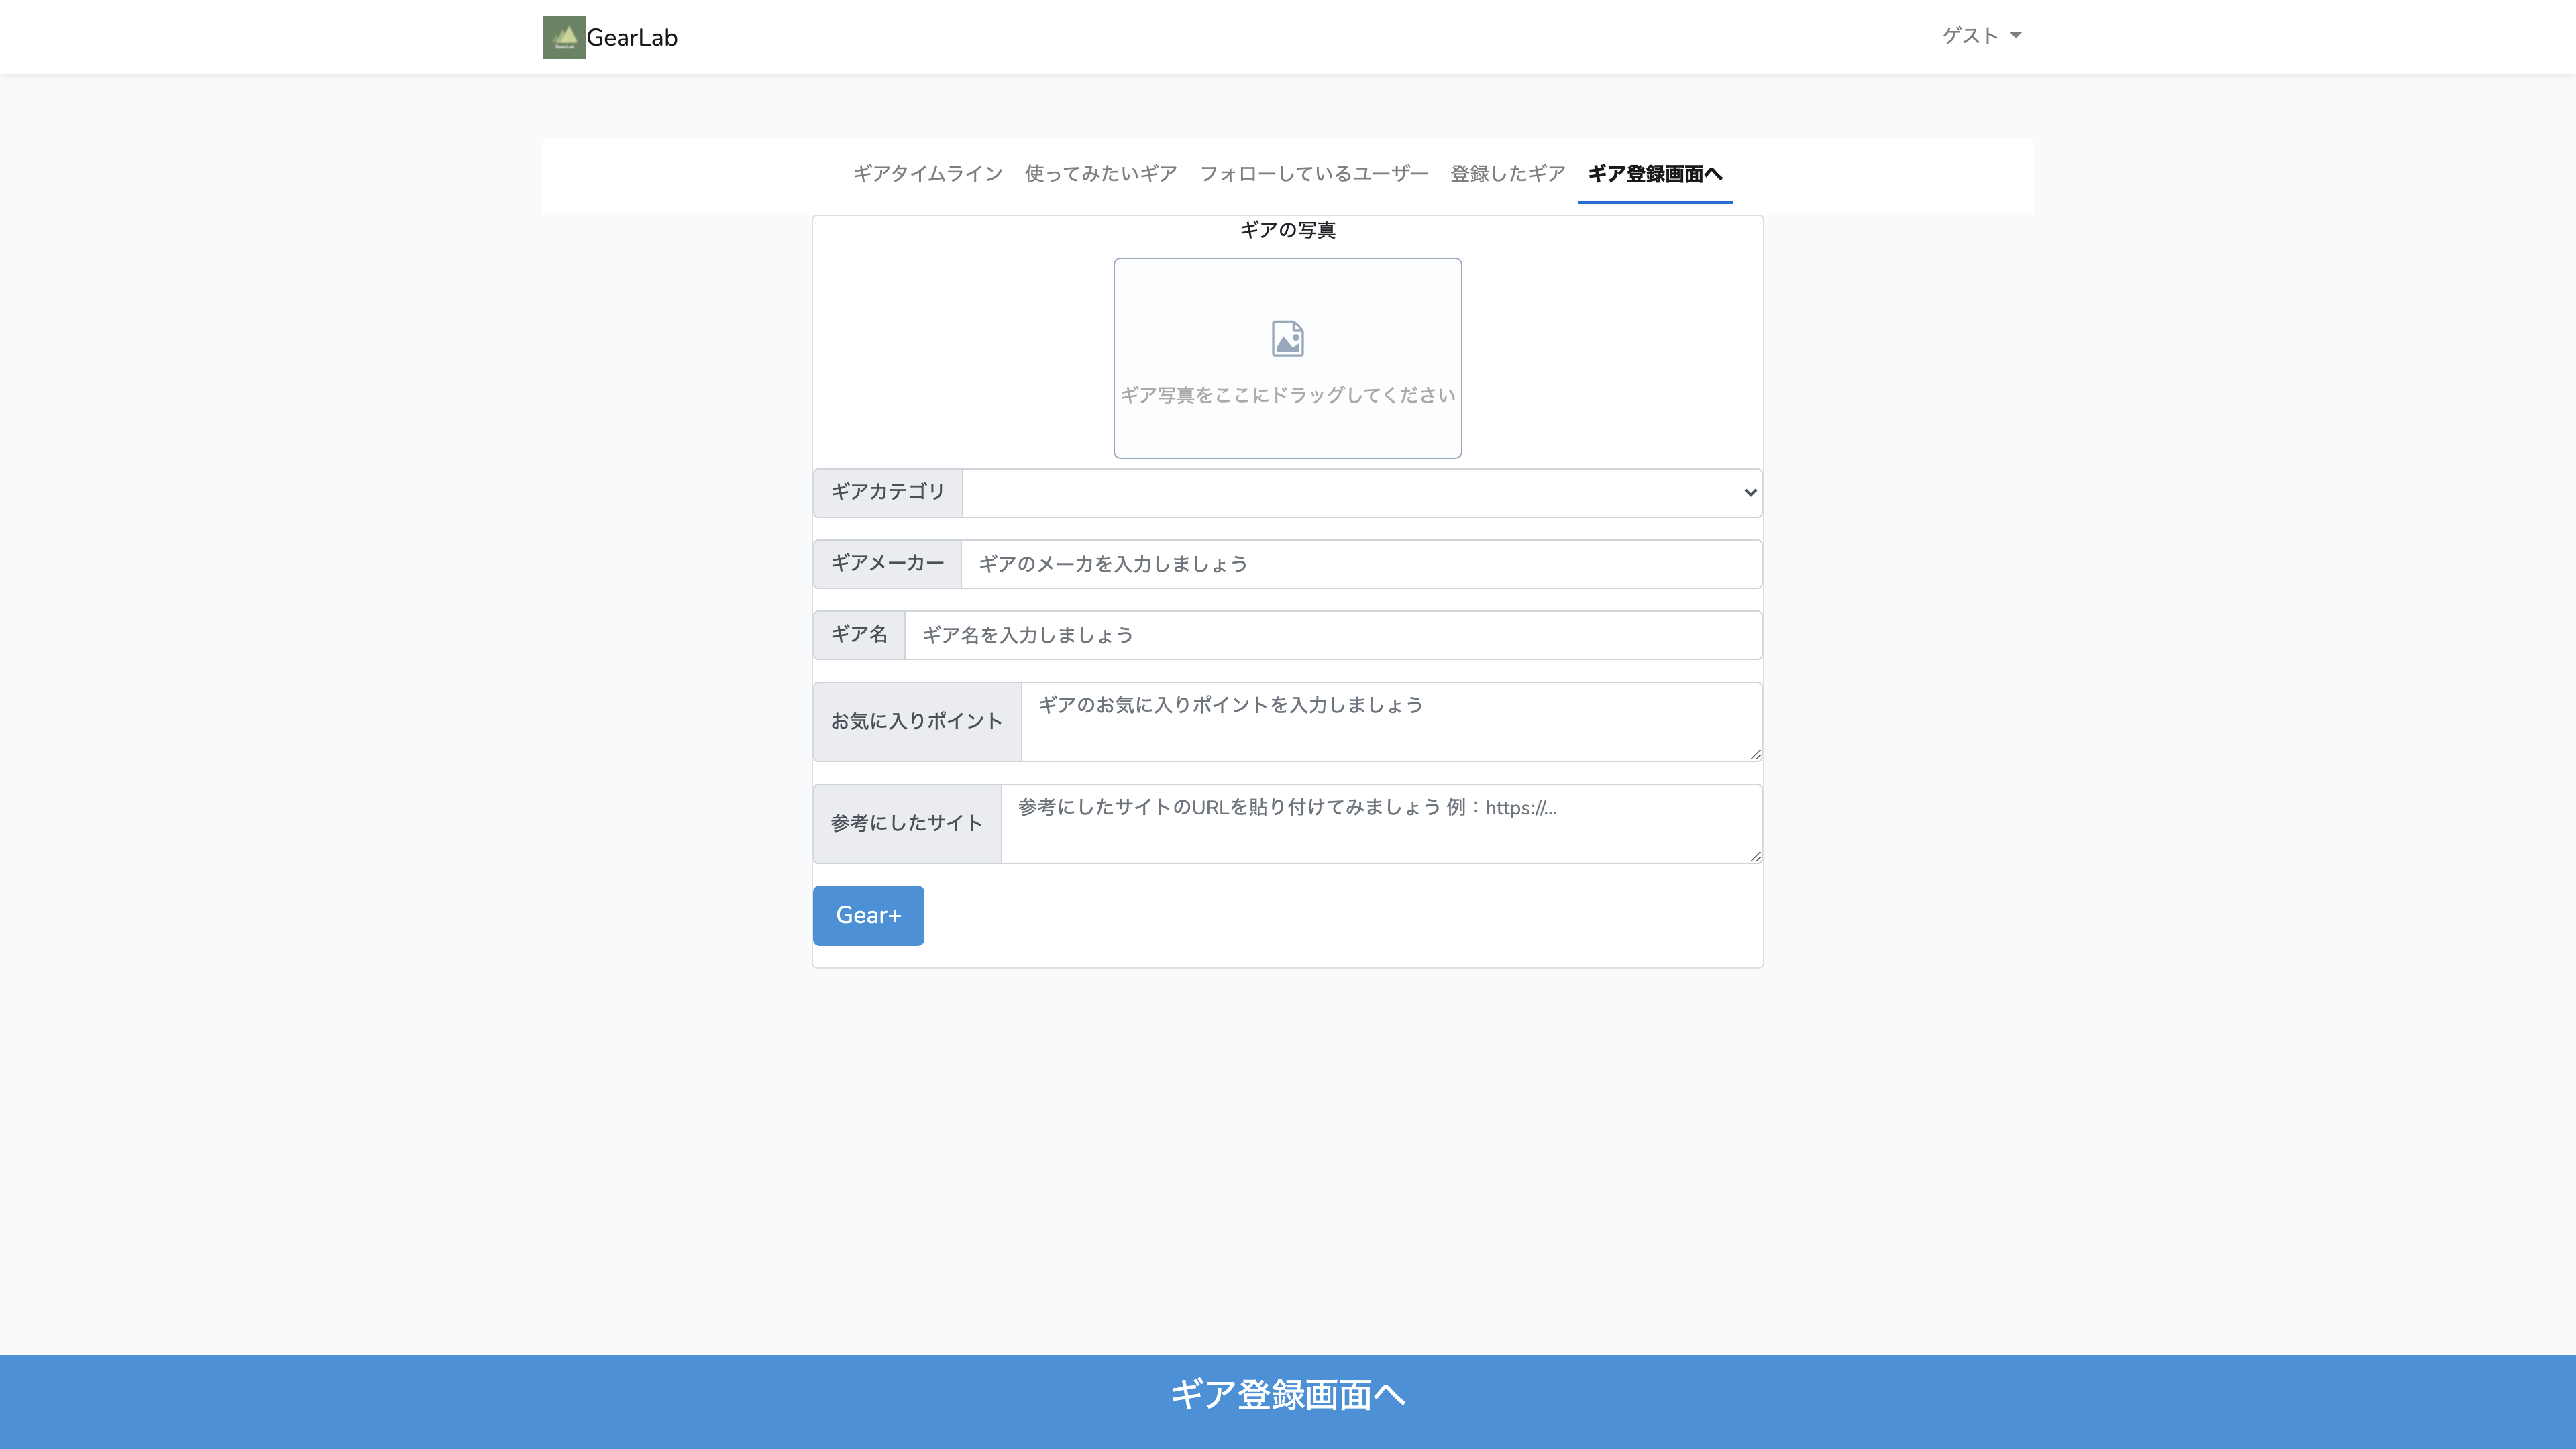 GearLab
ゲスト
ギアタイムライン 使ってみたいギア フォローしているユーザー 登録したギア ギア登録画面へ
ギアの写真
ギア写真をここにドラッグしてください
ギアカテゴリ
ギアメーカー ギアのメーカを入力しましょう
ギア名 ギア名を入力しましょう
お気に入りポイント ギアのお気に入りポイントを入力しましょう
参考にしたサイト 参考にしたサイトのURLを貼り付けてみましょう 例：https://...
Gear+
ギア登録画面へ